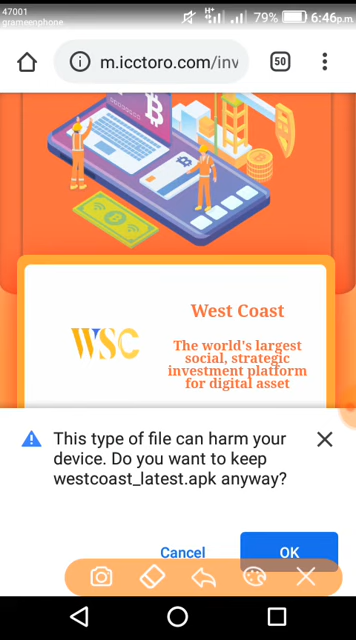 47001
grameenphone
H+
4G
79%
6:46p.m.
m.icctoro.com/inv
50
WSC
West Coast
The world's largest
social, strategic
investment platform
for digital asset
This type of file can harm your
device. Do you want to keep
westcoast_latest.apk anyway?
Cancel
OK